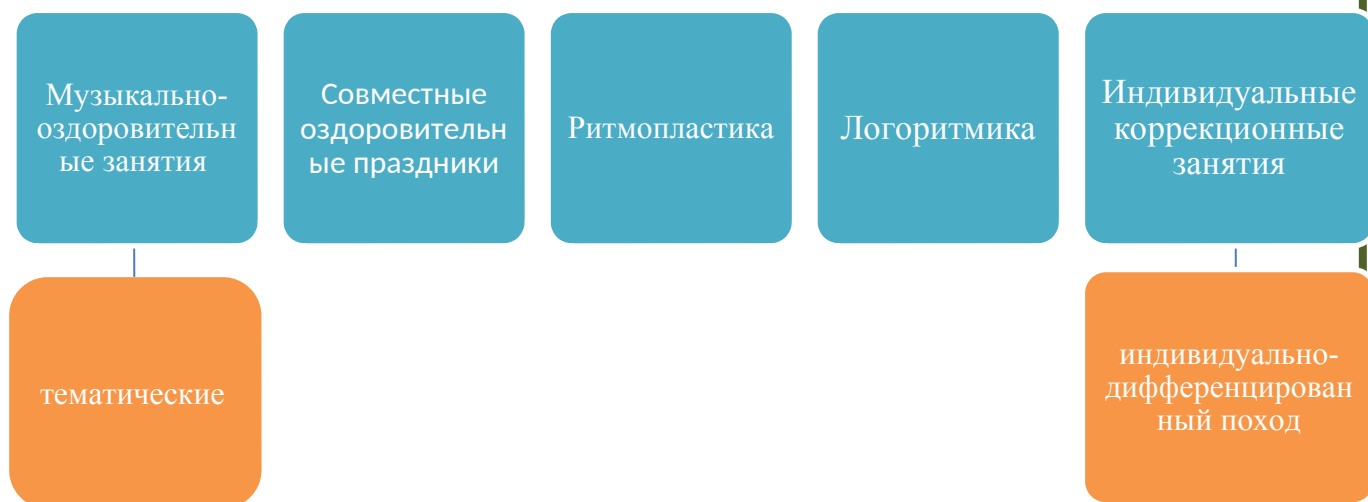 Музыкально-
оздоровительн
ые занятия
Совместные
оздоровительн
ые праздники
Ритмопластика
Логоритмика
Индивидуальные
коррекционные
занятия
тематические
индивидуально-
дифференцирован
ный поход